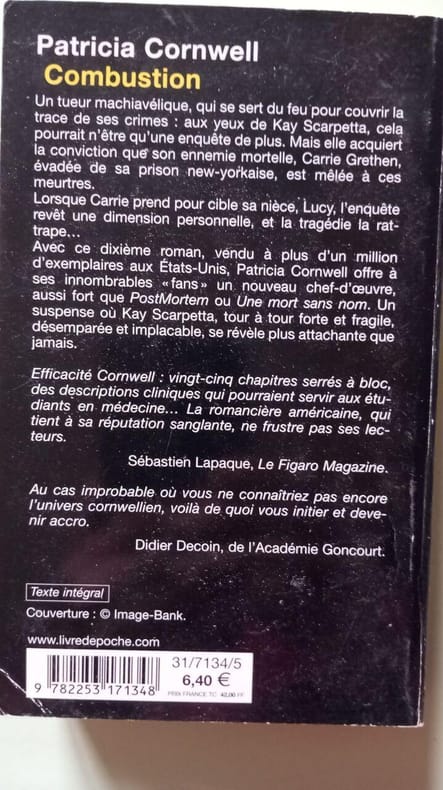 Patricia Cornwell
Combustion
Un tueur machiavélique, qui se sert du feu pour couvrir la
trace de ses crimes : aux yeux de Kay Scarpetta, cela
pourrait n'être qu'une enquête de plus. Mais elle acquiert
la conviction que son ennemie mortelle, Carrie Grethen,
évadée de sa prison new-yorkaise, est mêlée à ces
meurtres.
Lorsque Carrie prend pour cible sa nièce, Lucy, l'enquête
revêt une dimension personnelle, et la tragédie la rat-
trape...
Avec ce dixième roman, vendu à plus d'un million
d'exemplaires aux États-Unis, Patricia Cornwell offre à
ses innombrables «fans» un nouveau chef-d'œuvre,
aussi fort que PostMortem ou Une mort sans nom. Un
suspense où Kay Scarpetta, tour à tour forte et fragile,
désemparée et implacable, se révèle plus attachante que
jamais.
Efficacité Cornwell : vingt-cinq chapitres serrés à bloc,
des descriptions cliniques qui pourraient servir aux étu-
diants en médecine... La romancière américaine, qui
tient à sa réputation sanglante, ne frustre pas ses lec-
teurs.
Sébastien Lapaque, Le Figaro Magazine.
Au cas improbable où vous ne connaîtriez pas encore
l'univers cornwellien, voilà de quoi vous initier et deve-
nir accro.
Didier Decoin, de l'Académie Goncourt.
Texte intégral
Couverture : © Image-Bank.
www.livredepoche.com
31/7134/5
6,40 €
PRIX FRANCE TC 42,00 FF
9 782253 171348